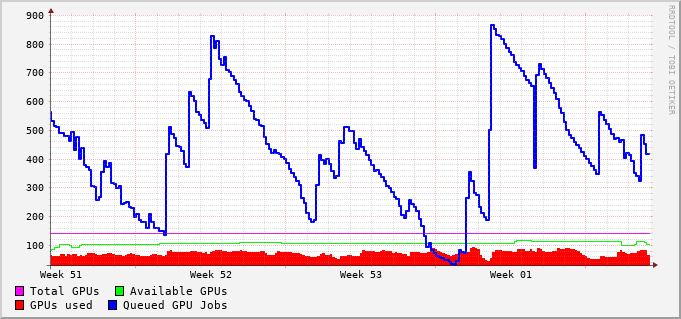 900
800
700
600
500
400
300
200
100
Week 51 Week 52 Week 53 Week 01
Total GPUs Available GPUs
GPUs used Queued GPU Jobs
RRDTOOL / TOBI OETIKER